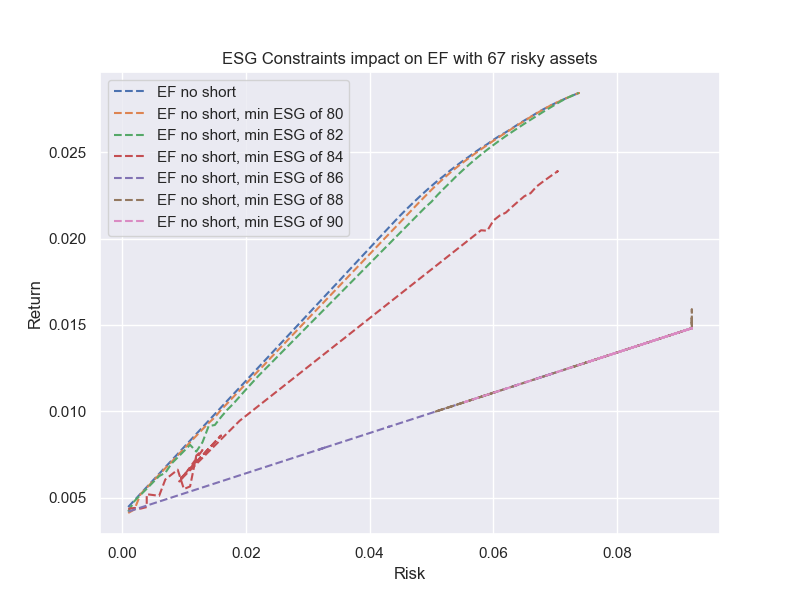 ESG Constraints impact on EF with 67 risky assets
EF no short
EF no short, min ESG of 80
EF no short, min ESG of 82
EF no short, min ESG of 84
EF no short, min ESG of 86
EF no short, min ESG of 88
EF no short, min ESG of 90
0.025
0.020
0.015
0.010
0.005
Return
0.00 0.02 0.04 0.06 0.08
Risk